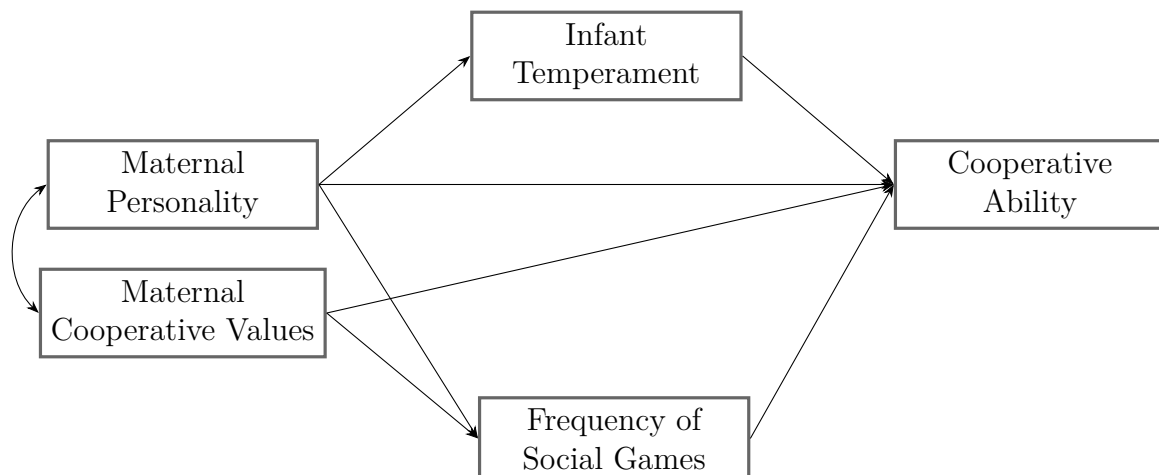 Infant
Temperament
Maternal
Personality
Cooperative
Ability
Maternal
Cooperative Values
Frequency of
Social Games